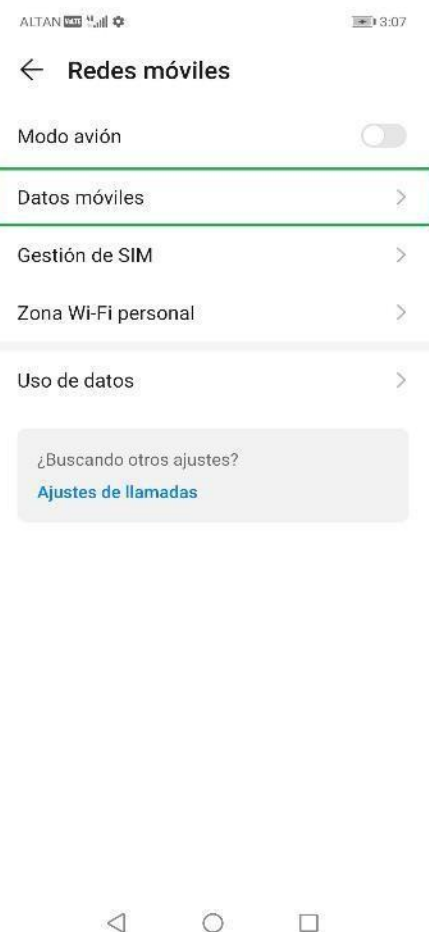 ALTAN VoLTE 3:07
Redes móviles
Modo avión
Datos móviles
Gestión de SIM
Zona Wi-Fi personal
Uso de datos
¿Buscando otros ajustes?
Ajustes de llamadas